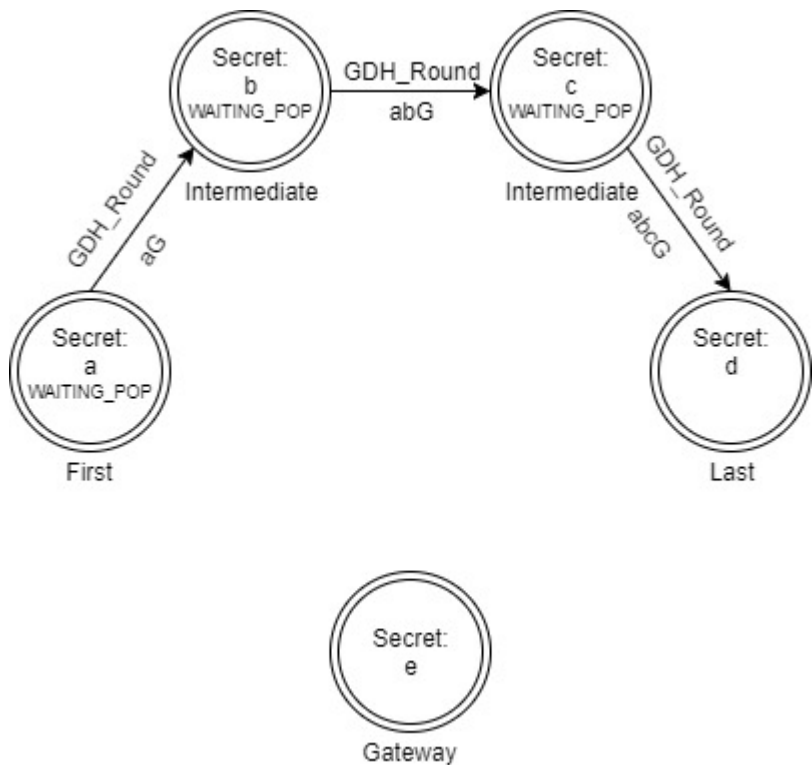 Secret:
b
WAITING_POP
Intermediate
GDH_Round
abG
Secret:
c
WAITING_POP
Intermediate
GDH_Round
aG
GDH_Round
abcG
Secret:
a
WAITING_POP
First
Secret:
d
Last
Secret:
e
Gateway